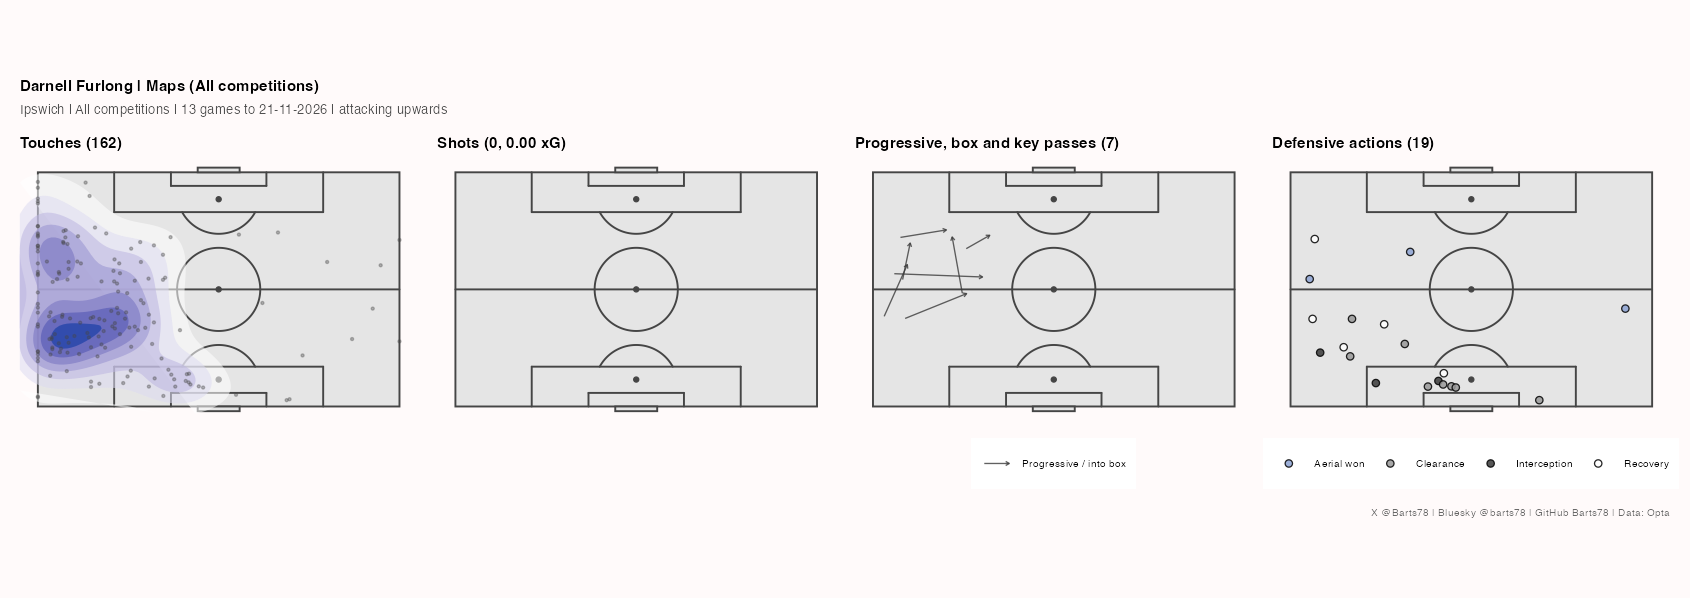 Darnell Furlong | Maps (All competitions)
Ipswich | All competitions | 13 games to 21-11-2026 | attacking upwards
Touches (162)
Shots (0, 0.00 xG)
Progressive, box and key passes (7)
Defensive actions (19)
Progressive / into box
Aerial won
Clearance
Interception
Recovery
X @Barts78 | Bluesky @barts78 | GitHub Barts78 | Data: Opta